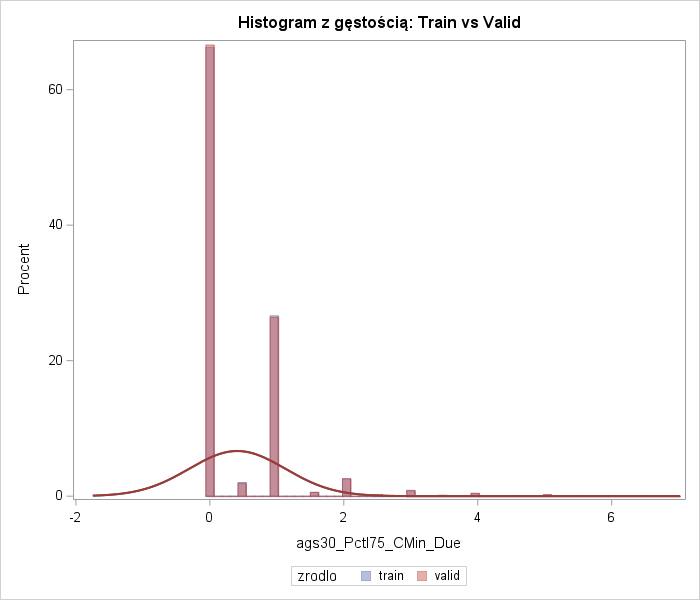 Histogram z gęstością: Train vs Valid
Procent
60
40
20
0
-2 0 2 4 6
ags30_Pctl75_CMin_Due
zrodlo train valid